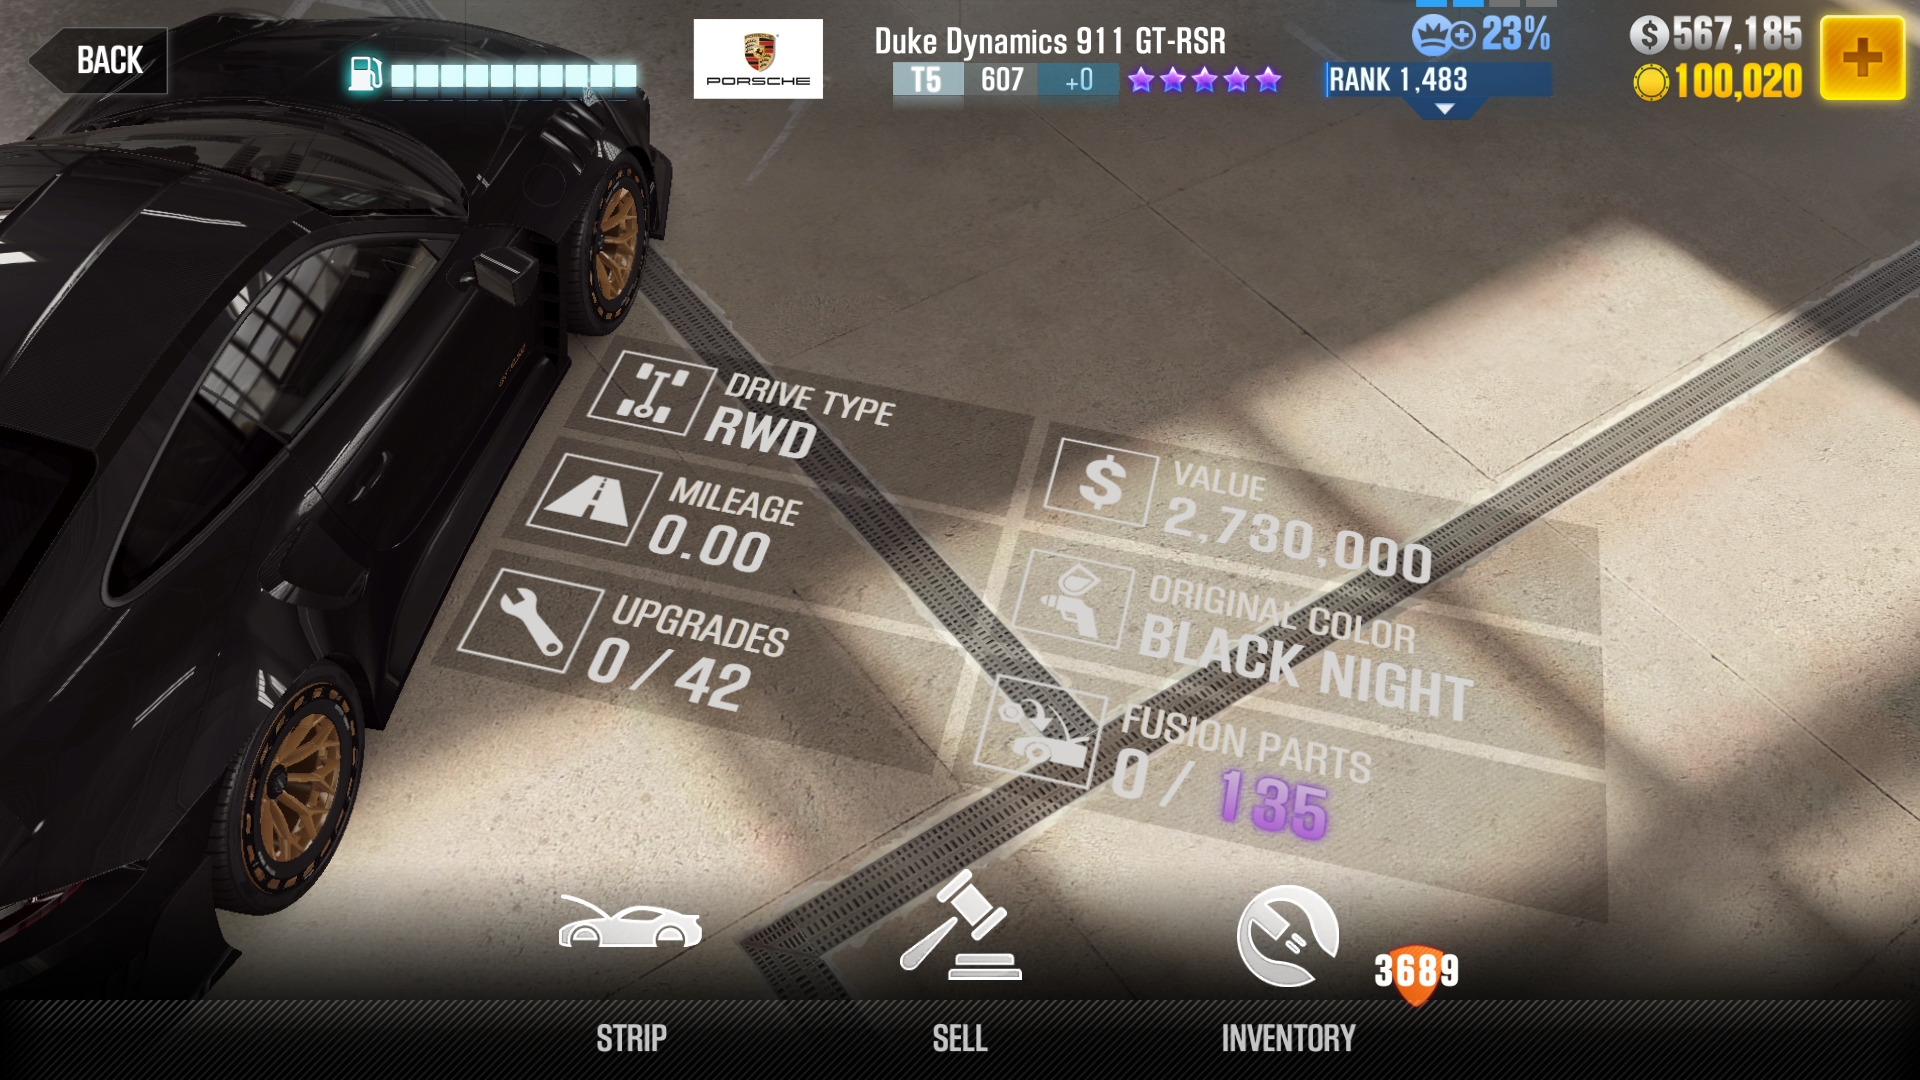 BACK
PORSCHE
Duke Dynamics 911 GT-RSR
T5 607 +0
23%
RANK 1,483
$ 567,185
100,020
DRIVE TYPE
RWD
MILEAGE
0.00
UPGRADES
0/42
$ VALUE
2,730,000
ORIGINAL COLOR
BLACK NIGHT
FUSION PARTS
0/ 135
3689
STRIP
SELL
INVENTORY